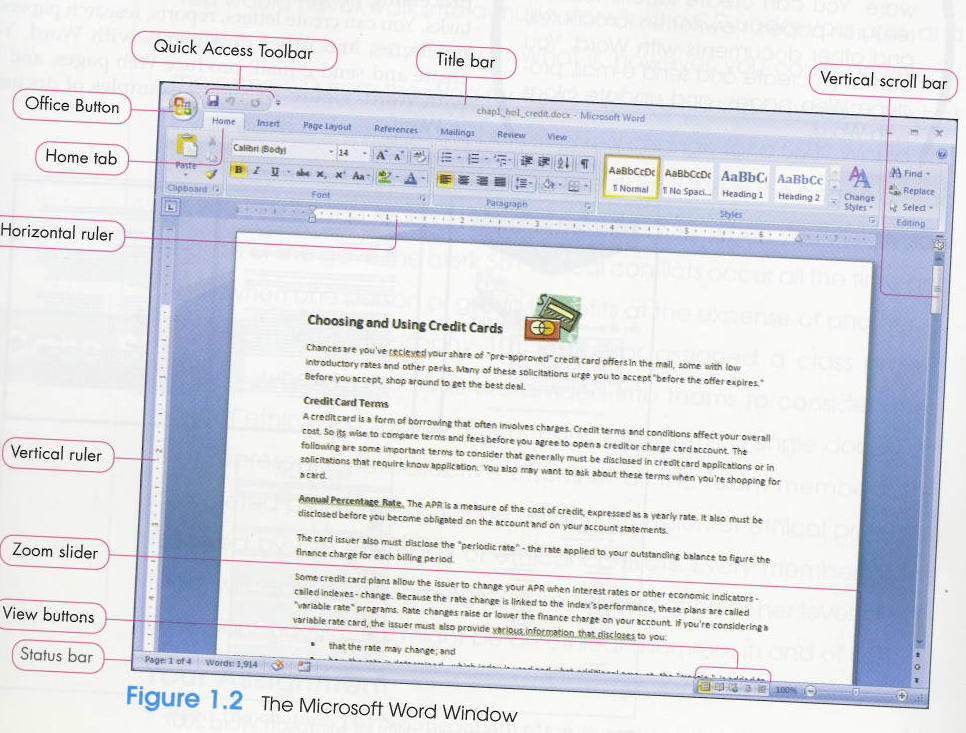 Quick Access Toolbar
Title bar
Vertical scroll bar
Office Button
Home tab
Horizontal ruler
Vertical ruler
Zoom slider
View buttons
Status bar
chap1_ho1_credit.docx - Microsoft Word
Home Insert Page Layout References Mailings Review View
Paste
Calibri (Body) 14
B I U abc x, x² Aa
AaBbCcDc AaBbCcDc AaBbC AaBbCc
¶ Normal ¶ No Spaci... Heading 1 Heading 2
Change Styles
Find
Replace
Select
Clipboard Font Paragraph Styles Editing
Choosing and Using Credit Cards
Chances are you've recieved your share of "pre-approved" credit card offers in the mail, some with low
introductory rates and other perks. Many of these solicitations urge you to accept "before the offer expires."
Before you accept, shop around to get the best deal.
Credit Card Terms
A credit card is a form of borrowing that often involves charges. Credit terms and conditions affect your overall
cost. So its wise to compare terms and fees before you agree to open a credit or charge card account. The
following are some important terms to consider that generally must be disclosed in credit card applications or in
solicitations that require know application. You also may want to ask about these terms when you're shopping for
a card.
Annual Percentage Rate. The APR is a measure of the cost of credit, expressed as a yearly rate. It also must be
disclosed before you become obligated on the account and on your account statements.
The card issuer also must disclose the "periodic rate" - the rate applied to your outstanding balance to figure the
finance charge for each billing period.
Some credit card plans allow the issuer to change your APR when interest rates or other economic indicators -
called indexes - change. Because the rate change is linked to the index's performance, these plans are called
"variable rate" programs. Rate changes raise or lower the finance charge on your account. If you're considering a
variable rate card, the issuer must also provide various information that discloses to you:
• that the rate may change; and
Page: 1 of 4 Words: 1,914 100%
Figure 1.2 The Microsoft Word Window